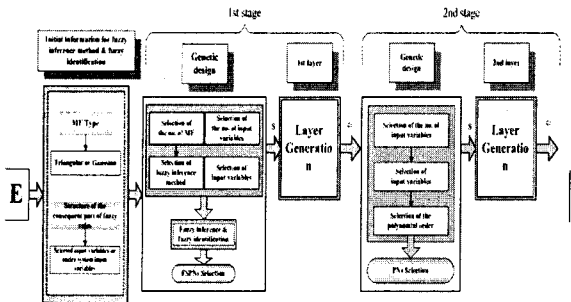 1st stage
2nd stage
Initial information for fuzzy
inference method & fuzzy
identification
Genetic
design
1st layer
Genetic
design
2nd layer
MF Type
Triangular or Gaussian
Structure of the
consequent part of fuzzy
rules
Selected input variables or
entire system input
variables
E
Selection of
the no. of MF
Selection of
the no. of input
variables
Selection of
fuzzy inference
method
Selection of
input variables
Fuzzy Inference &
Fuzzy identification
FSPNs Selection
S
Layer
Generatio
n
Selection of the no. of
input variables
Selection of
input variables
Selection of the
polynomial order
PNs Selection
S
Layer
Generatio
n